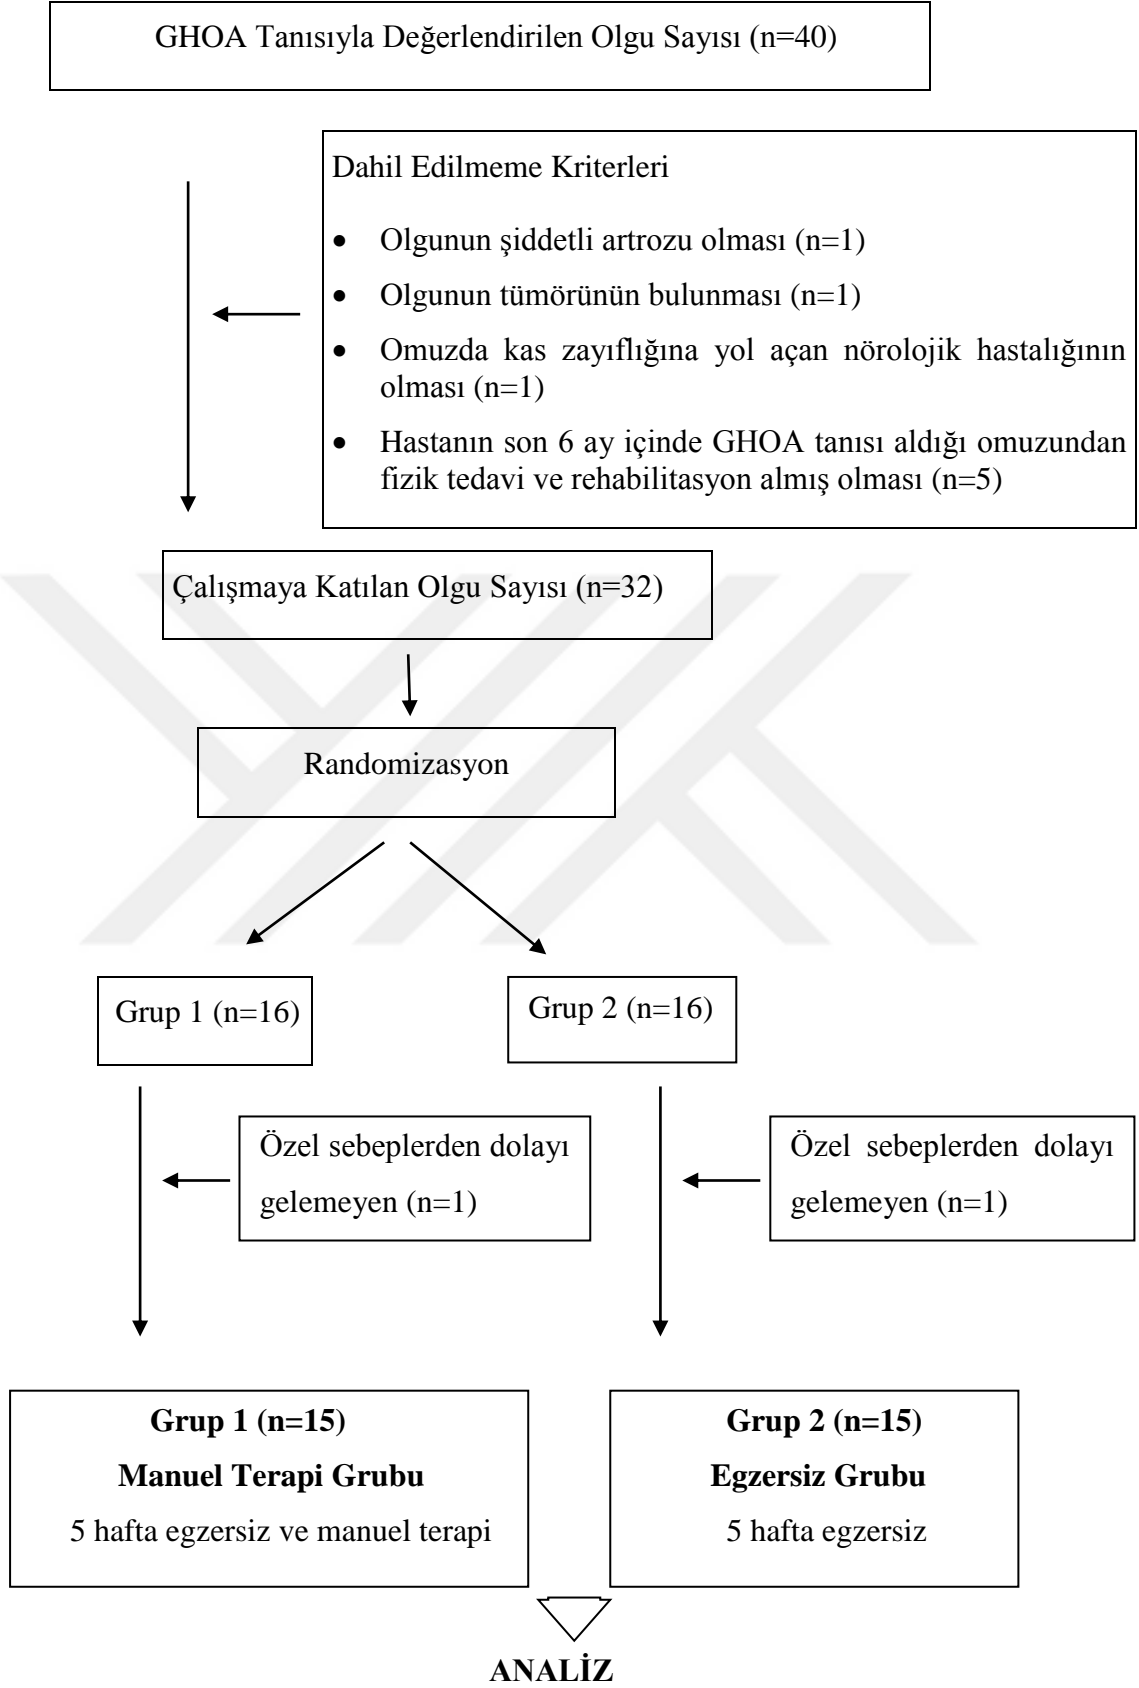 GHOA Tanısıyla Değerlendirilen Olgu Sayısı (n=40)
Dahil Edilmeme Kriterleri
• Olgunun şiddetli artrozu olması (n=1)
• Olgunun tümörünün bulunması (n=1)
• Omuzda kas zayıflığına yol açan nörolojik hastalığının
olması (n=1)
• Hastanın son 6 ay içinde GHOA tanısı aldığı omuzundan
fizik tedavi ve rehabilitasyon almış olması (n=5)
Çalışmaya Katılan Olgu Sayısı (n=32)
Randomizasyon
Grup 1 (n=16)
Grup 2 (n=16)
Özel sebeplerden dolayı
gelemeyen (n=1)
Özel sebeplerden dolayı
gelemeyen (n=1)
Grup 1 (n=15)
Manuel Terapi Grubu
5 hafta egzersiz ve manuel terapi
Grup 2 (n=15)
Egzersiz Grubu
5 hafta egzersiz
ANALİZ